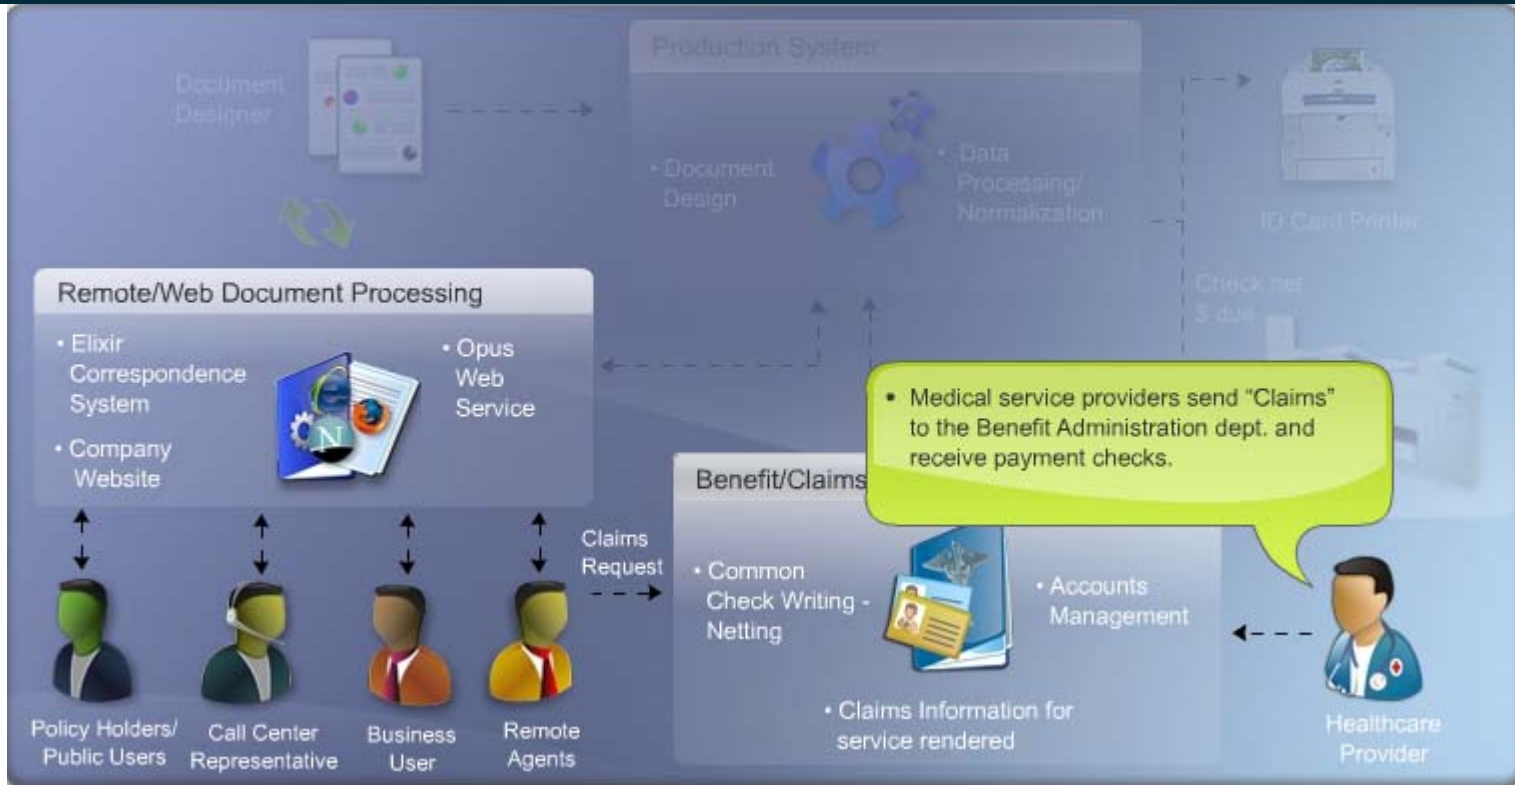 Document
Designer
Production System
• Document
Design
• Data
Processing/
Normalization
ID Card Printer
Check net
$ due
Remote/Web Document Processing
• Elixir
Correspondence
System
• Company
Website
• Opus
Web
Service
• Medical service providers send “Claims”
to the Benefit Administration dept. and
receive payment checks.
Benefit/Claims
Claims
Request
• Common
Check Writing -
Netting
• Accounts
Management
• Claims Information for
service rendered
Policy Holders/
Public Users
Call Center
Representative
Business
User
Remote
Agents
Healthcare
Provider